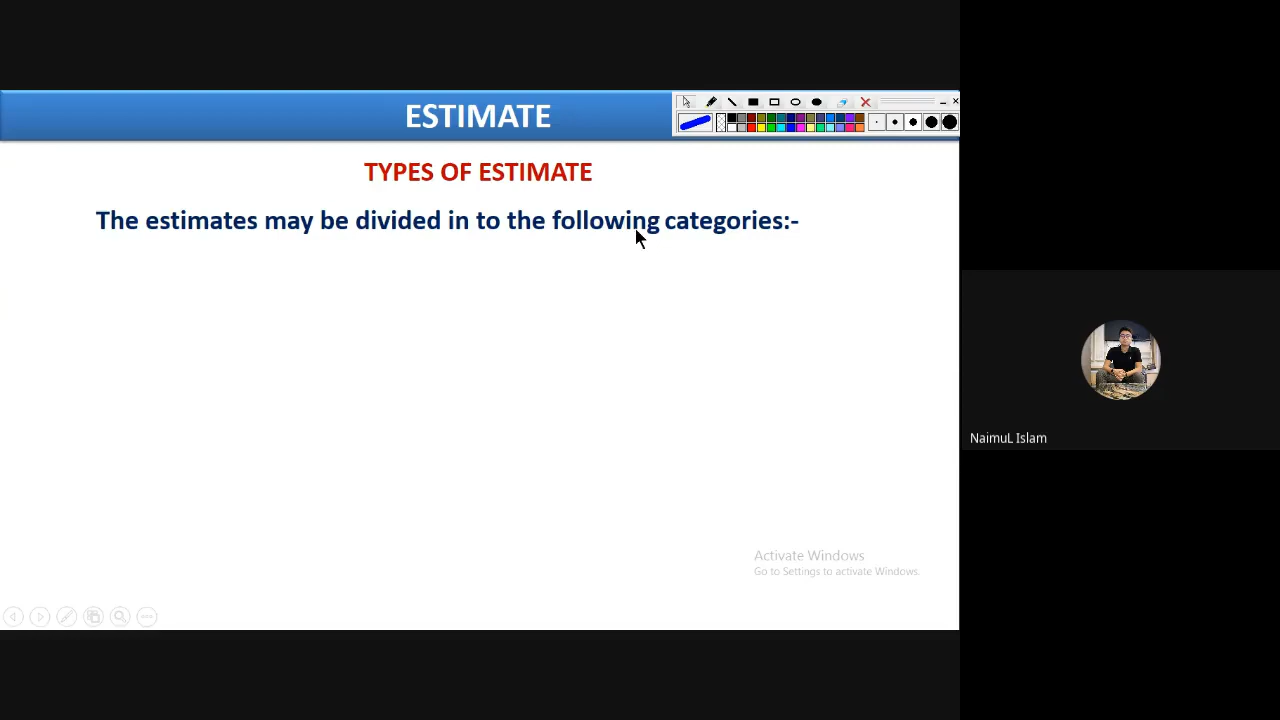 ESTIMATE
TYPES OF ESTIMATE
The estimates may be divided in to the following categories:-
NaimuL Islam
Activate Windows
Go to Settings to activate Windows.